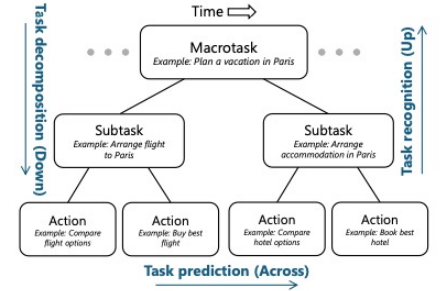 Time
Task decomposition (Down)
Macrotask
Example: Plan a vacation in Paris
Task recognition (Up)
Subtask
Example: Arrange flight
to Paris
Subtask
Example: Arrange
accommodation in Paris
Action
Example: Compare
flight options
Action
Example: Buy best
flight
Action
Example: Compare
hotel options
Action
Example: Book best
hotel
Task prediction (Across)